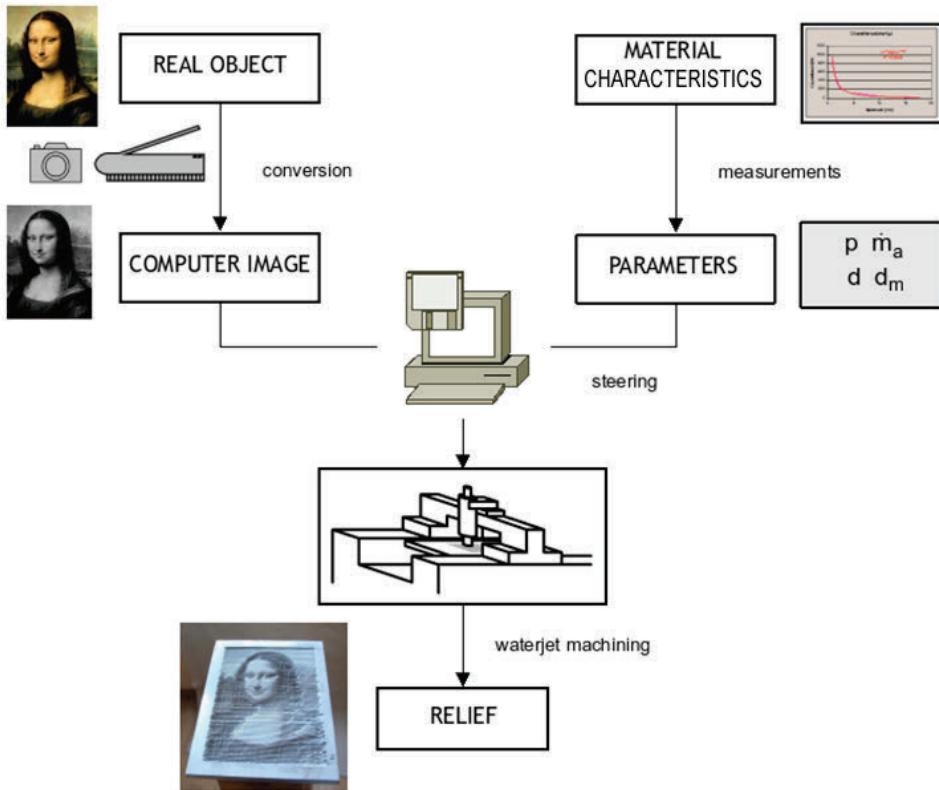 REAL OBJECT
MATERIAL
CHARACTERISTICS
conversion
measurements
COMPUTER IMAGE
PARAMETERS
p ṁₐ
d dₘ
steering
waterjet machining
RELIEF